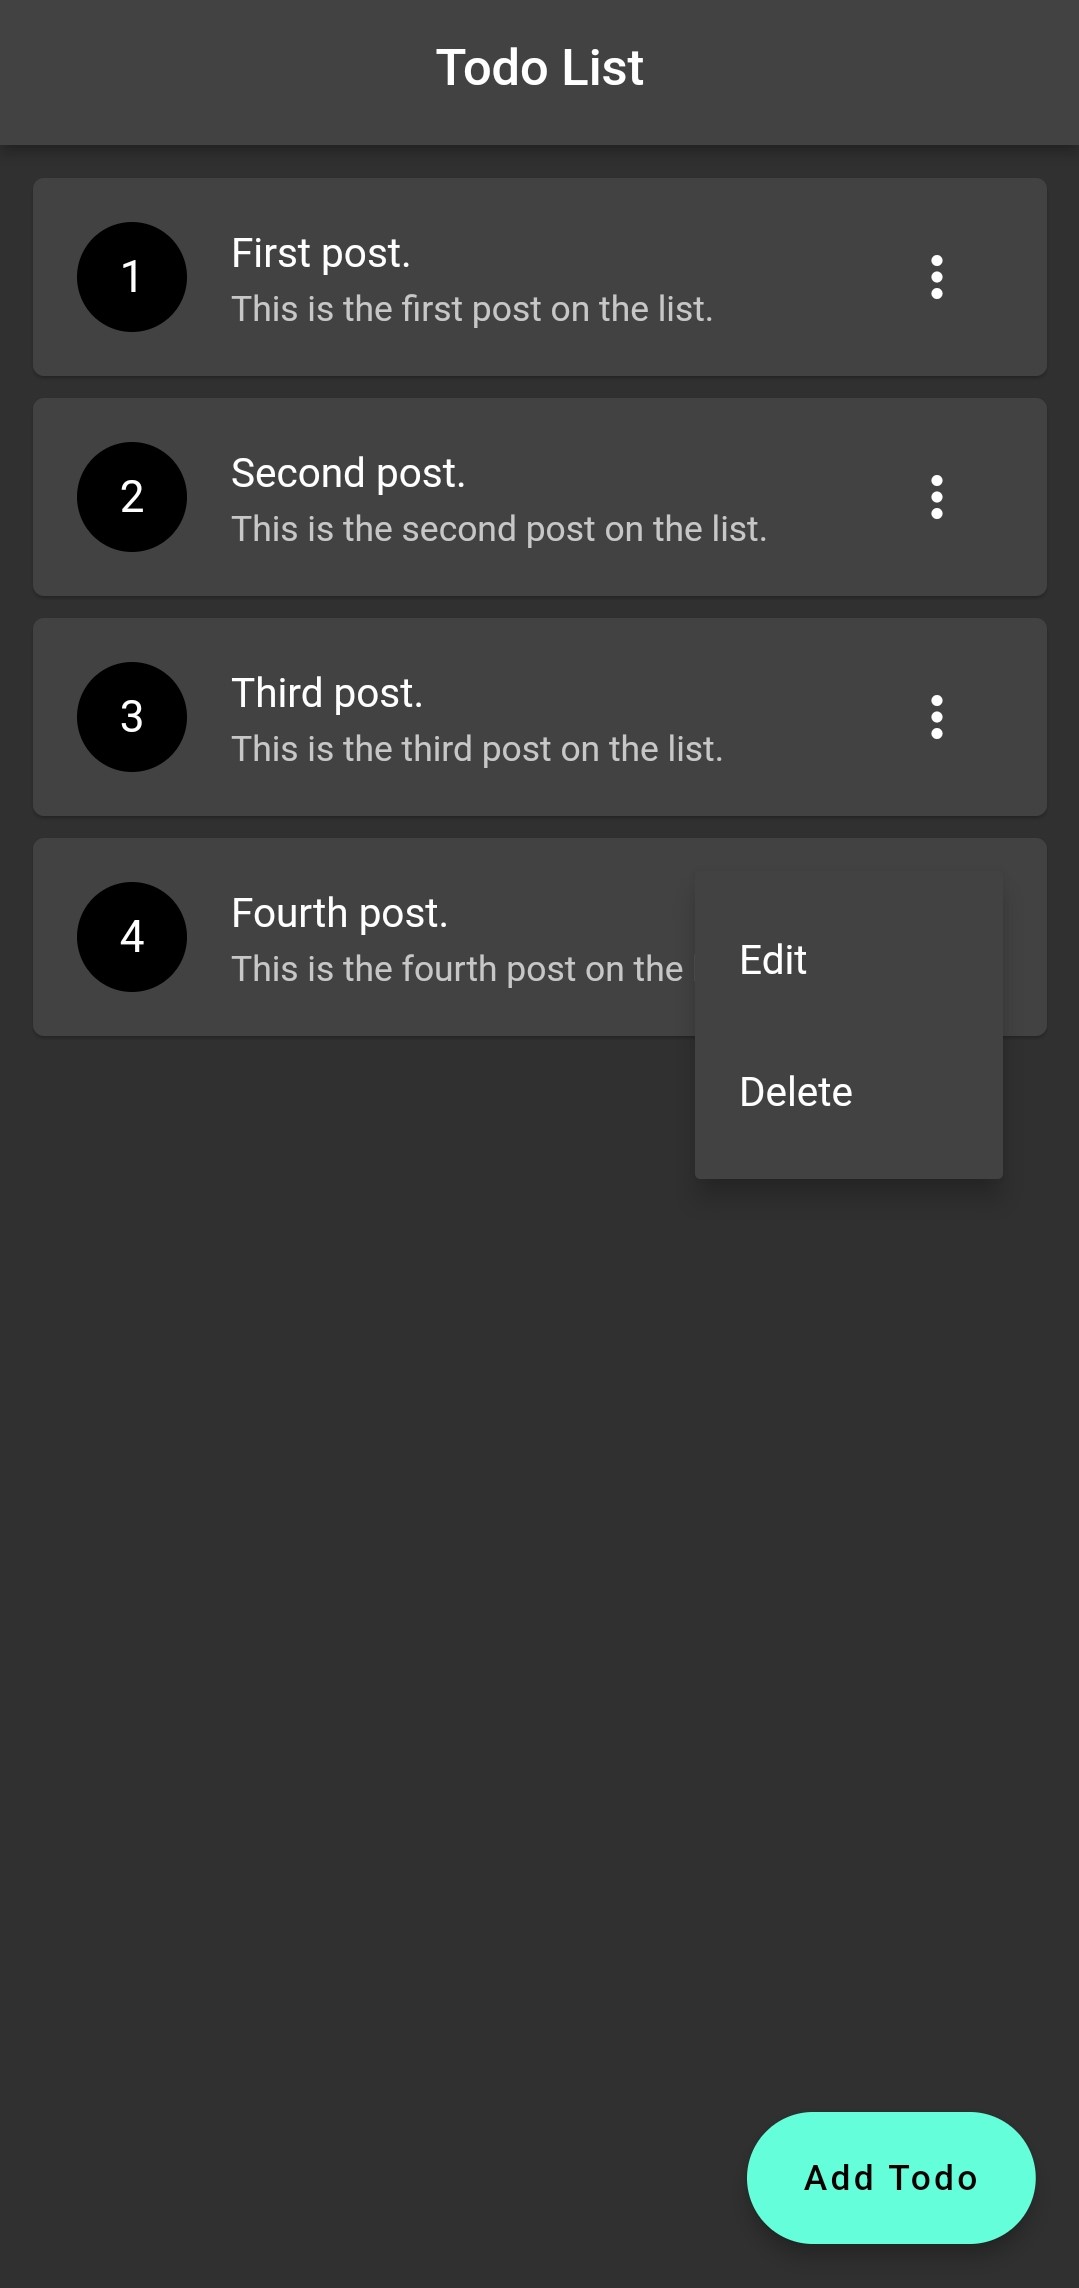 Todo List
1
First post.
This is the first post on the list.
2
Second post.
This is the second post on the list.
3
Third post.
This is the third post on the list.
4
Fourth post.
This is the fourth post on the
Edit
Delete
Add Todo